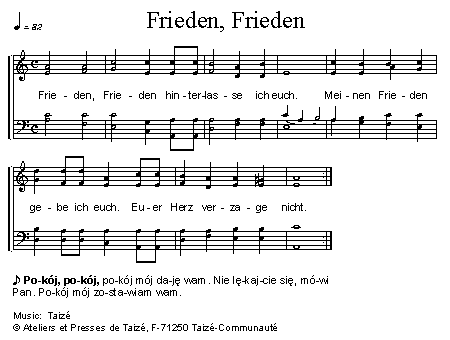 Frieden, Frieden
♩ = 82
Frie - den, Frie - den hin-ter-las- se ich euch. Mei - nen Frie - den
ge - be ich euch. Eu - er Herz ver - za - ge nicht.
♪ Po-kój, po-kój, po-kój mój da-ję wam. Nie lę-kaj-cie się, mó-wi
Pan. Po-kój mój zo-sta-wiam wam.
Music: Taizé
© Ateliers et Presses de Taizé, F-71250 Taizé-Communauté